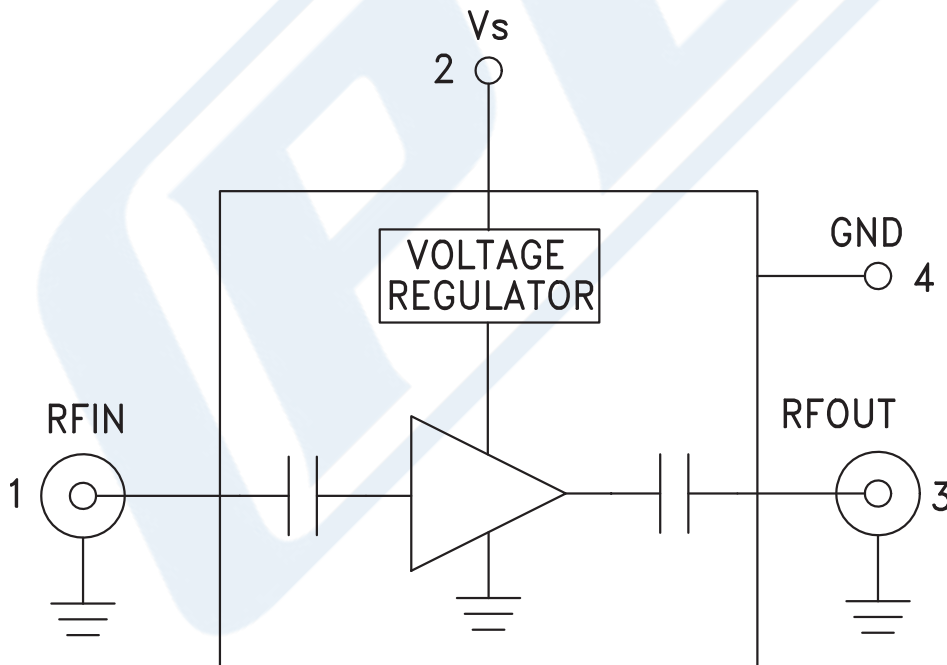 Vs
2
VOLTAGE
REGULATOR
GND
4
RFIN
1
RFOUT
3